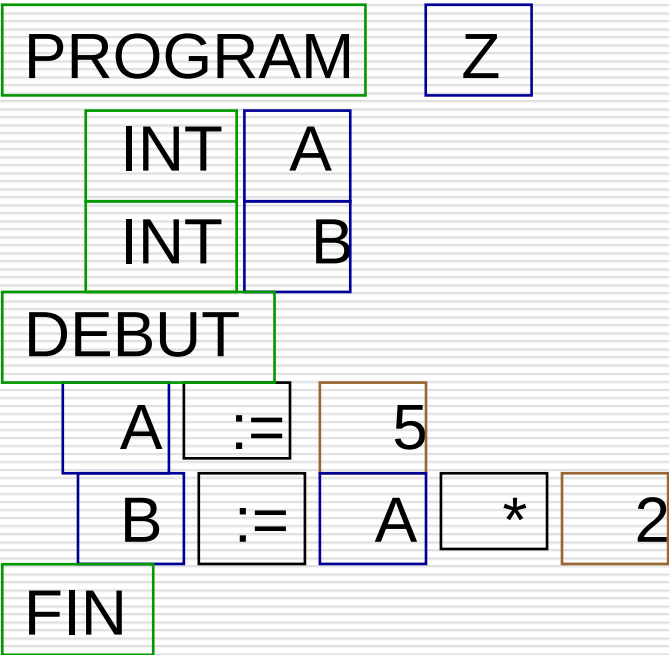 PROGRAM Z
INT A
INT B
DEBUT
A := 5
B := A * 2
FIN